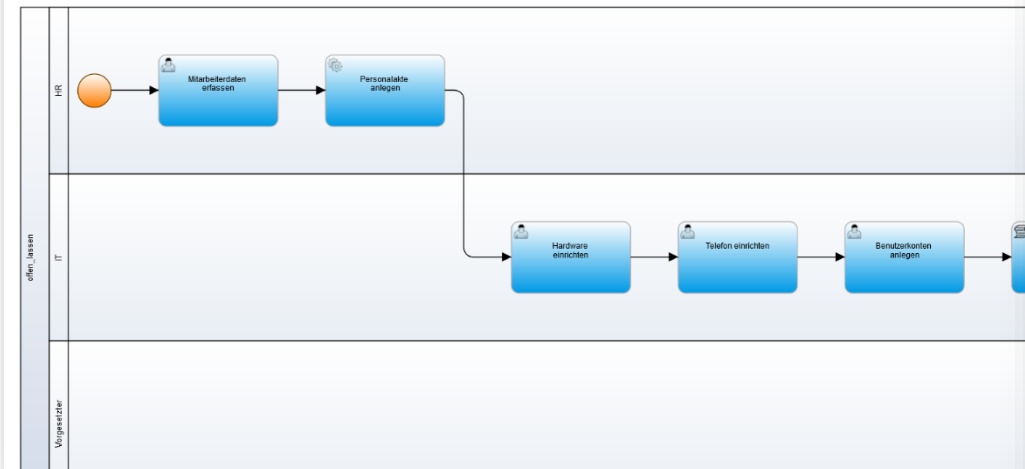 offen_lassen
HR
Mitarbeiterdaten
erfassen
Personalakte
anlegen
IT
Hardware
einrichten
Telefon einrichten
Benutzerkonten
anlegen
Vorgesetzter